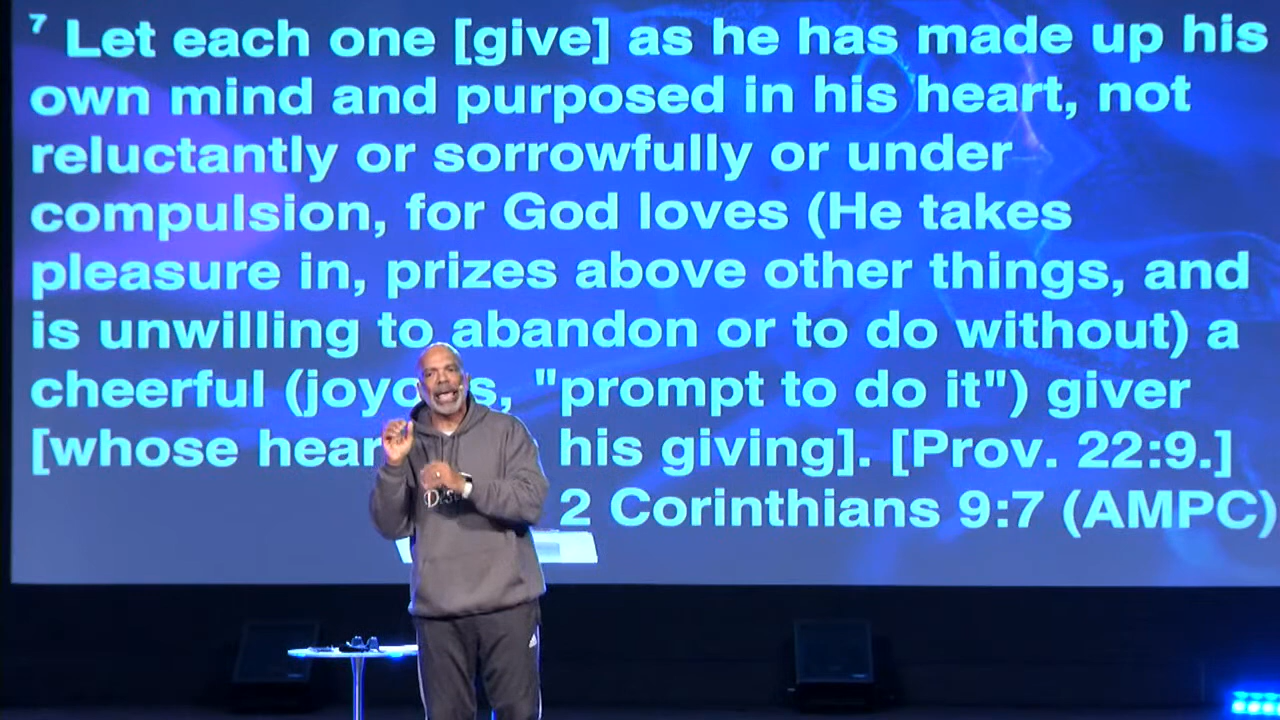 7 Let each one [give] as he has made up his
own mind and purposed in his heart, not
reluctantly or sorrowfully or under
compulsion, for God loves (He takes
pleasure in, prizes above other things, and
is unwilling to abandon or to do without) a
cheerful (joyo s, "prompt to do it") giver
[whose hear his giving]. [Prov. 22:9.]
2 Corinthians 9:7 (AMPC)